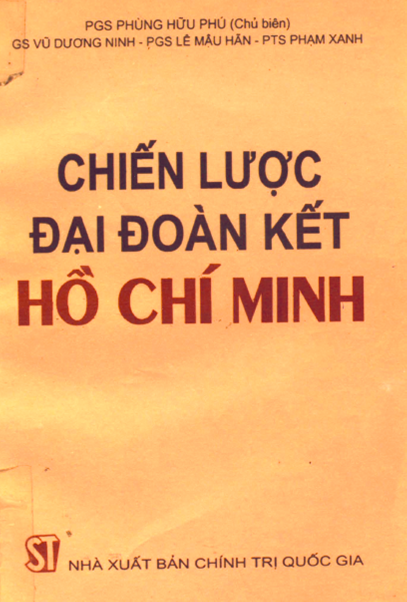 PGS PHÙNG HỮU PHÚ (Chủ biên)
GS VŨ DƯƠNG NINH - PGS LÊ MẬU HÃN - PTS PHẠM XANH
CHIẾN LƯỢC
ĐẠI ĐOÀN KẾT
HỒ CHÍ MINH
ST NHÀ XUẤT BẢN CHÍNH TRỊ QUỐC GIA